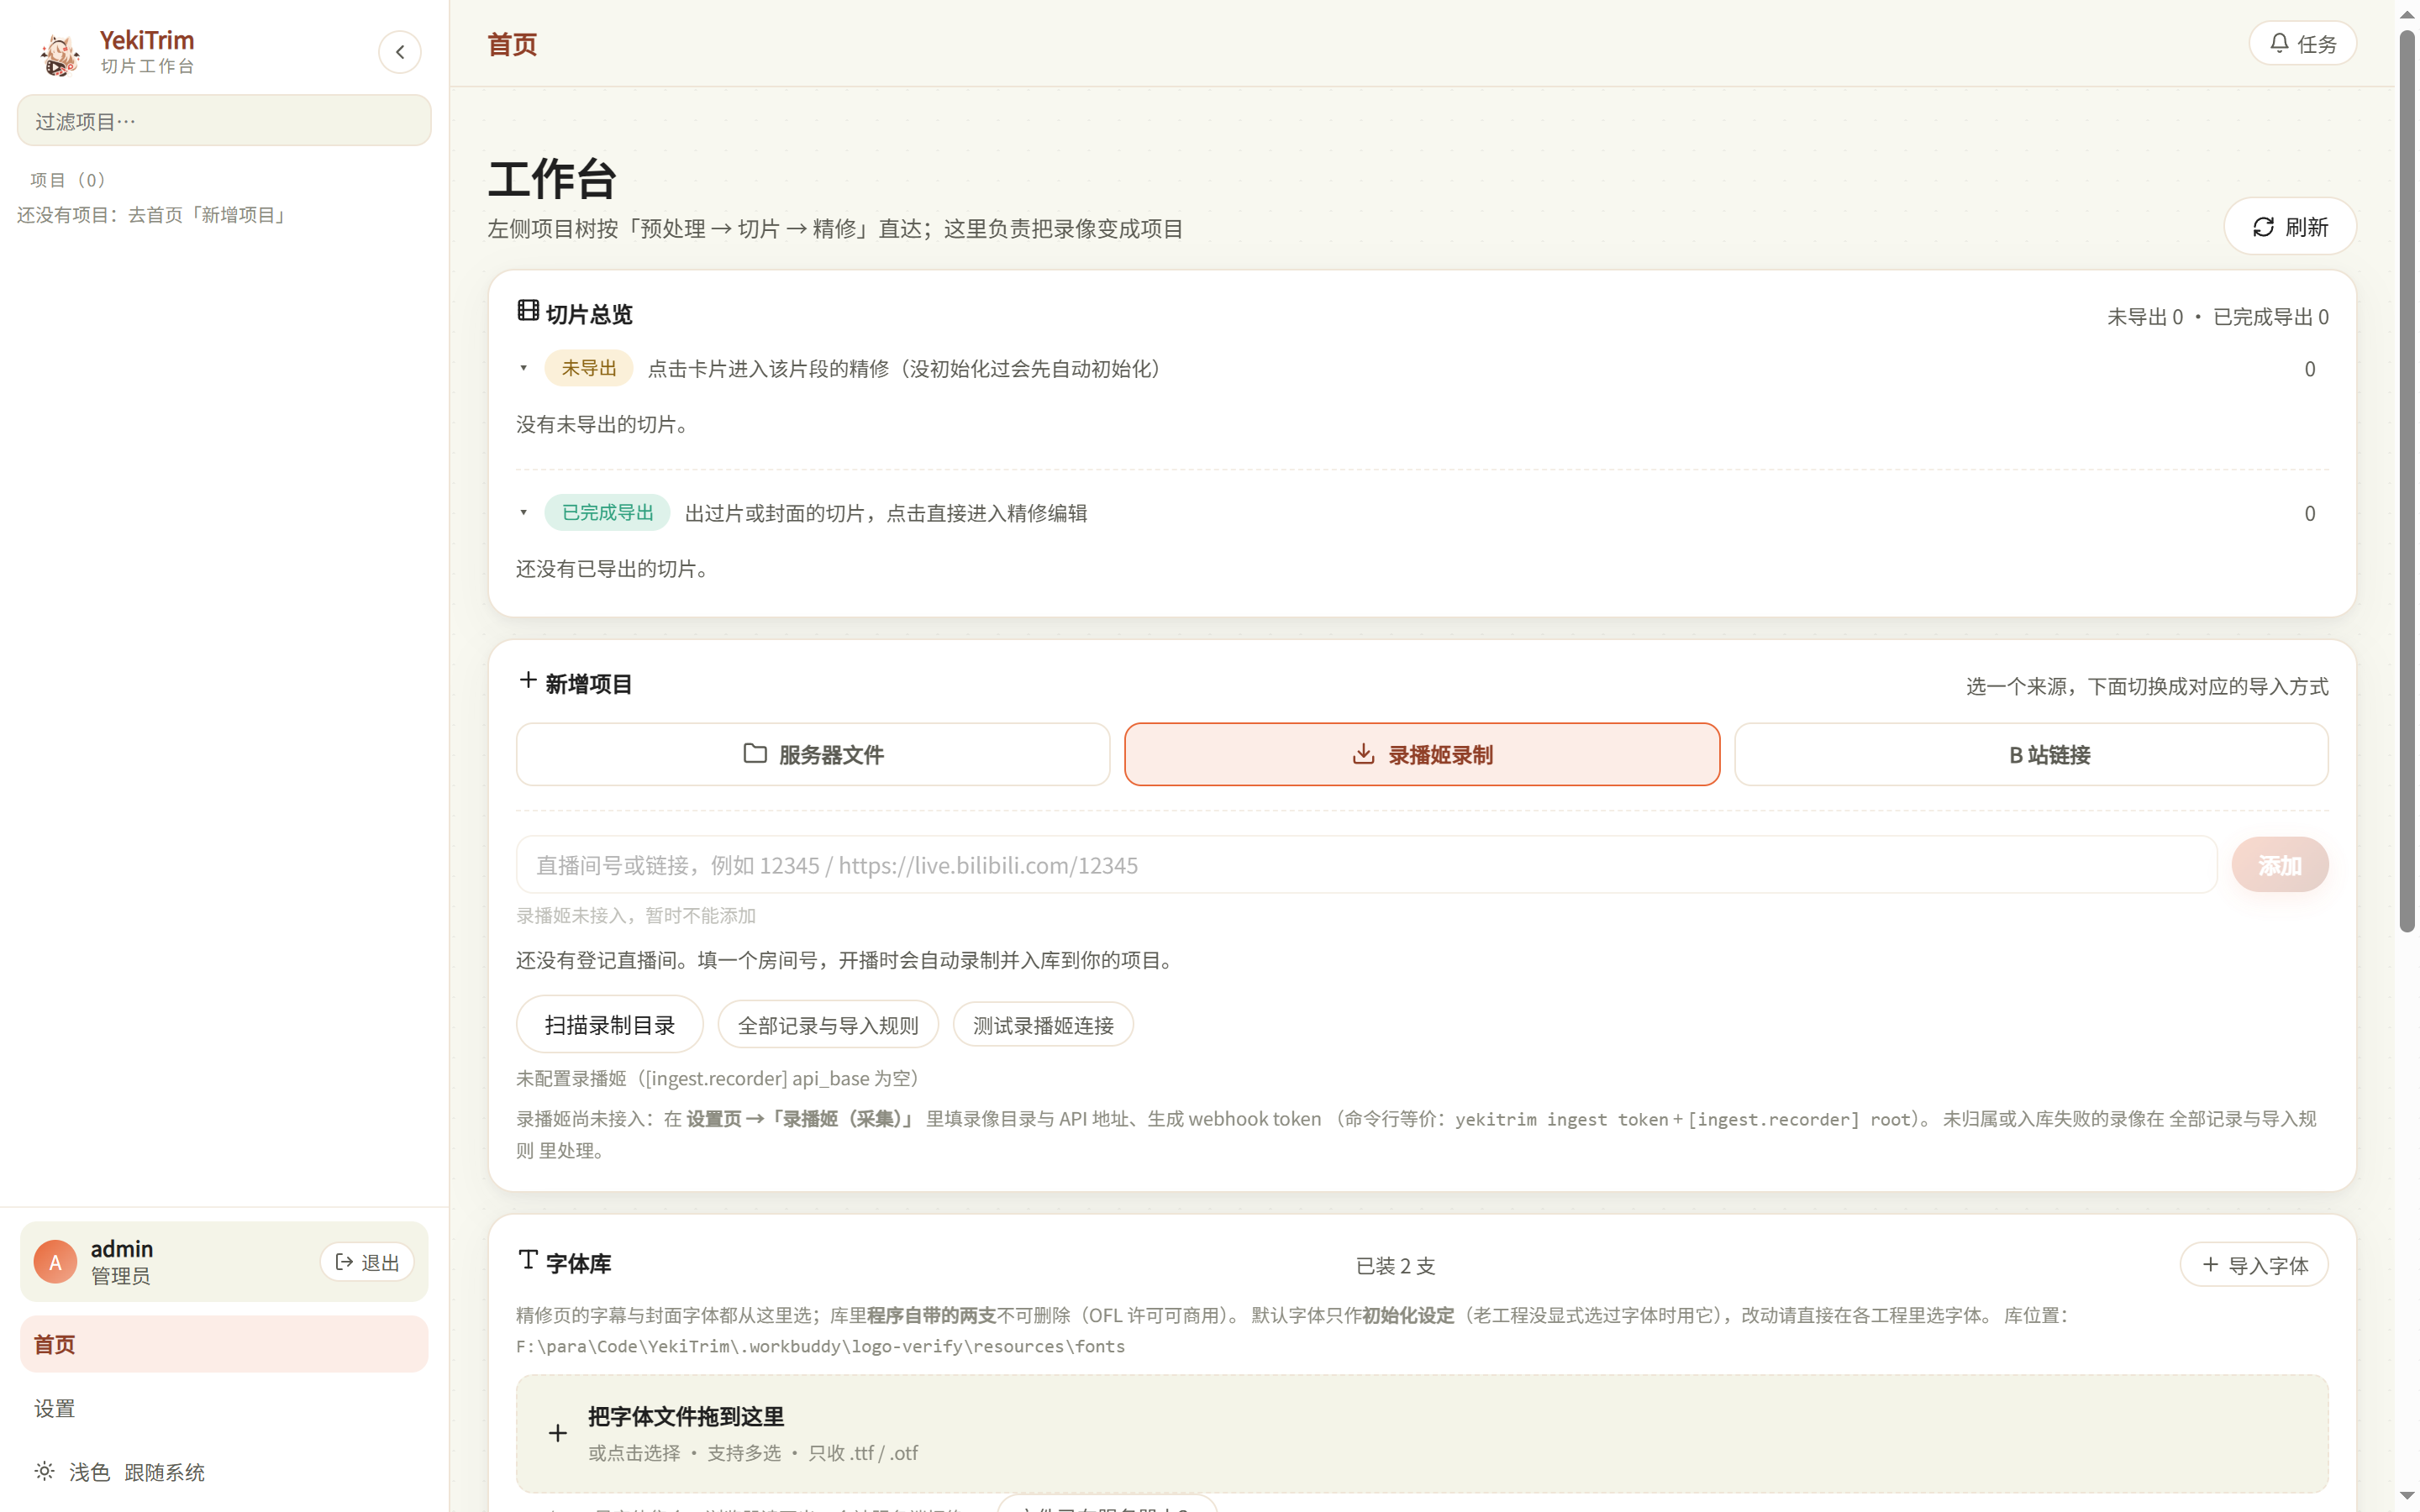 YekiTrim
切片工作台
过滤项目…
项目（0）
还没有项目：去首页「新增项目」
admin
管理员
A
退出
首页
设置
浅色 跟随系统
首页
任务
工作台
左侧项目树按「预处理 → 切片 → 精修」直达；这里负责把录像变成项目
刷新
切片总览
未导出 0 · 已完成导出 0
未导出 点击卡片进入该片段的精修（没初始化过会先自动初始化） 0
没有未导出的切片。
已完成导出 出过片或封面的切片，点击直接进入精修编辑 0
还没有已导出的切片。
新增项目
选一个来源，下面切换成对应的导入方式
服务器文件
录播姬录制
B 站链接
直播间号或链接，例如 12345 / https://live.bilibili.com/12345
添加
录播姬未接入，暂时不能添加
还没有登记直播间。填一个房间号，开播时会自动录制并入库到你的项目。
扫描录制目录
全部记录与导入规则
测试录播姬连接
未配置录播姬（[ingest.recorder] api_base 为空）
录播姬尚未接入：在 设置页 →「录播姬（采集）」 里填录像目录与 API 地址、生成 webhook token （命令行等价：yekitrim ingest token + [ingest.recorder] root）。 未归属或入库失败的录像在 全部记录与导入规
则 里处理。
字体库
已装 2 支
导入字体
精修页的字幕与封面字体都从这里选；库里程序自带的两支不可删除（OFL 许可可商用）。 默认字体只作初始化设定（老工程没显式选过字体时用它），改动请直接在各工程里选字体。 库位置：
F:\para\Code\YekiTrim\.workbuddy\logo-verify\resources\fonts
把字体文件拖到这里
或点击选择 · 支持多选 · 只收 .ttf / .otf